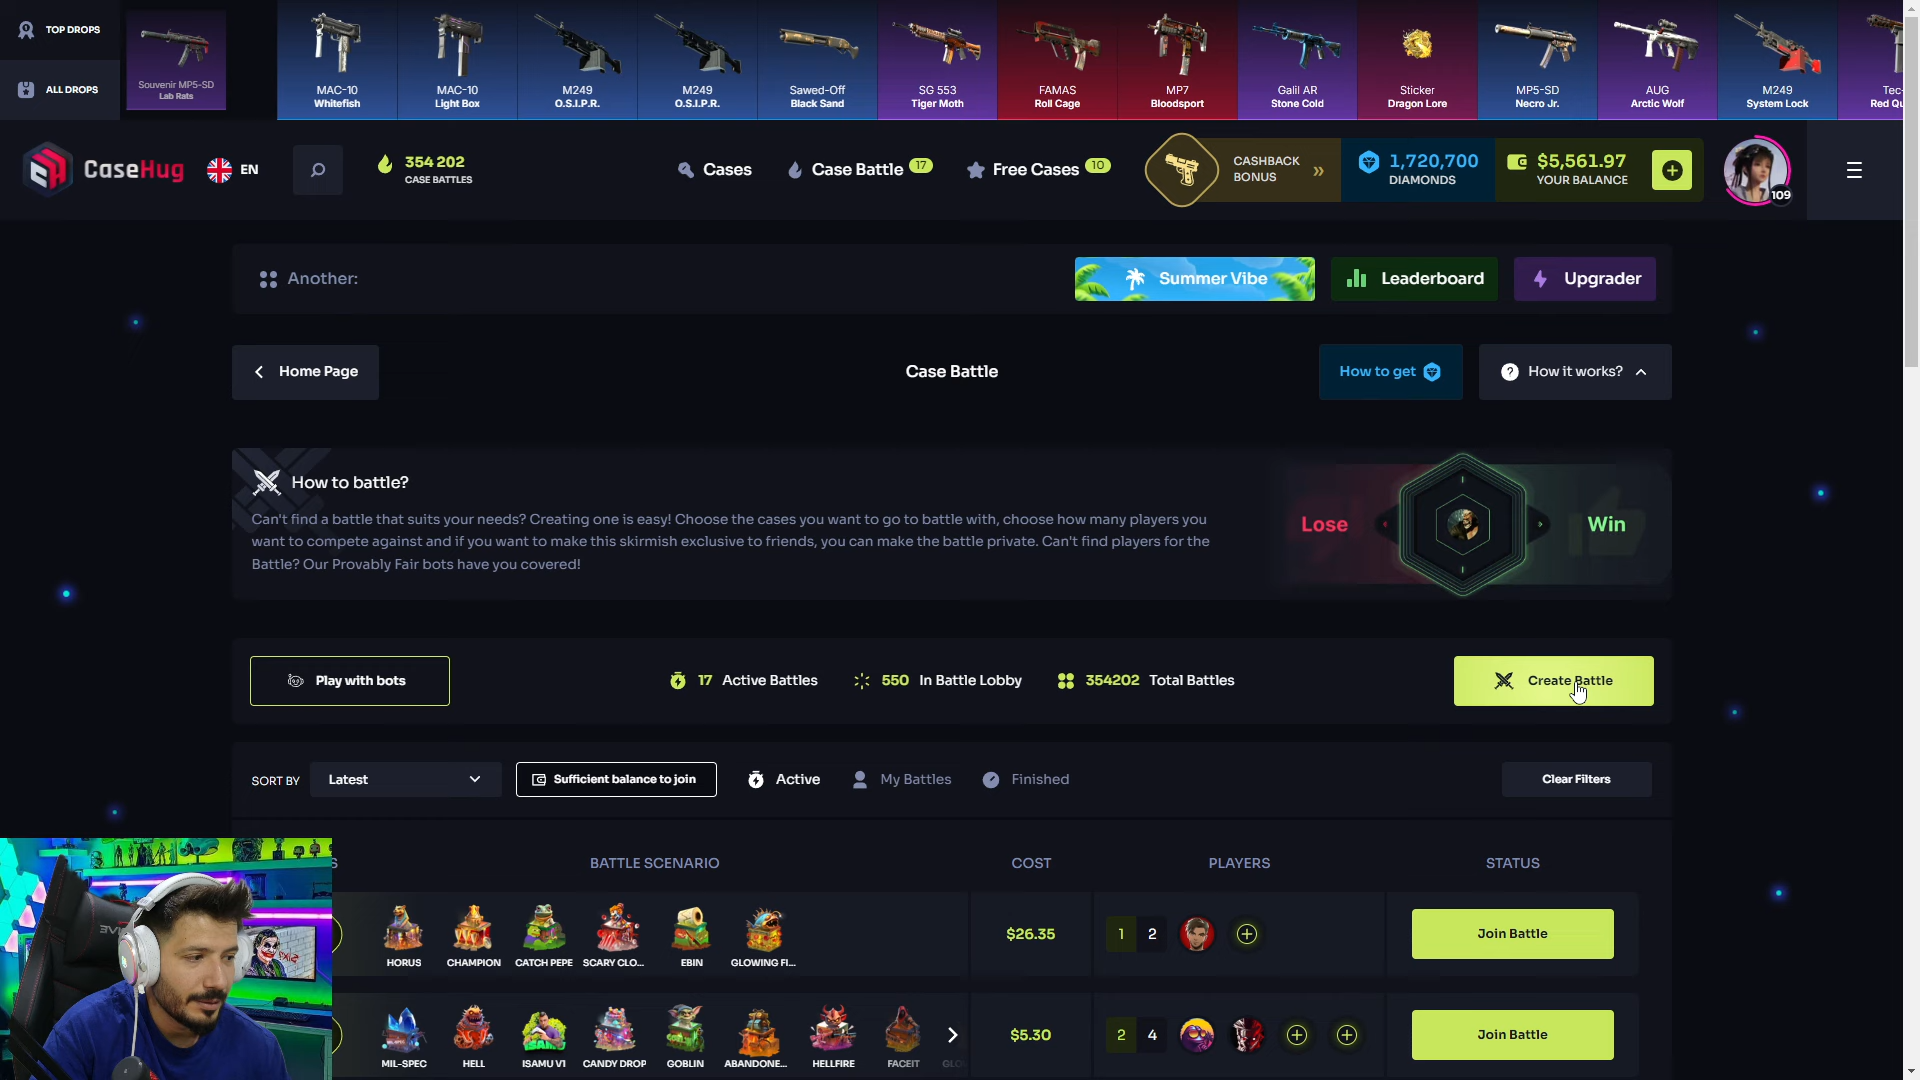 TOP DROPS
ALL DROPS
Souvenir MP5-SD
Lab Rats
MAC-10
Whitefish
MAC-10
Light Box
M249
O.S.I.P.R.
M249
O.S.I.P.R.
Sawed-Off
Black Sand
SG 553
Tiger Moth
FAMAS
Roll Cage
MP7
Bloodsport
Galil AR
Stone Cold
Sticker
Dragon Lore
MP5-SD
Necro Jr.
AUG
Arctic Wolf
M249
System Lock
Tec-
Red Qu
CaseHug
EN
354 202
CASE BATTLES
Cases
Case Battle 17
Free Cases 10
CASHBACK
BONUS
1,720,700
DIAMONDS
$5,561.97
YOUR BALANCE
109
Another:
Summer Vibe
Leaderboard
Upgrader
Home Page
Case Battle
How to get
How it works?
How to battle?
Can't find a battle that suits your needs? Creating one is easy! Choose the cases you want to go to battle with, choose how many players you
want to compete against and if you want to make this skirmish exclusive to friends, you can make the battle private. Can't find players for the
Battle? Our Provably Fair bots have you covered!
Lose
Win
Play with bots
17 Active Battles
550 In Battle Lobby
354202 Total Battles
Create Battle
SORT BY
Latest
Sufficient balance to join
Active
My Battles
Finished
Clear Filters
S
BATTLE SCENARIO
COST
PLAYERS
STATUS
HORUS
CHAMPION
CATCH PEPE
SCARY CLO...
EBIN
GLOWING FI...
$26.35
1 2
Join Battle
MIL-SPEC
HELL
ISAMU V1
CANDY DROP
GOBLIN
ABANDONE...
HELLFIRE
FACEIT
GLO
$5.30
2 4
Join Battle